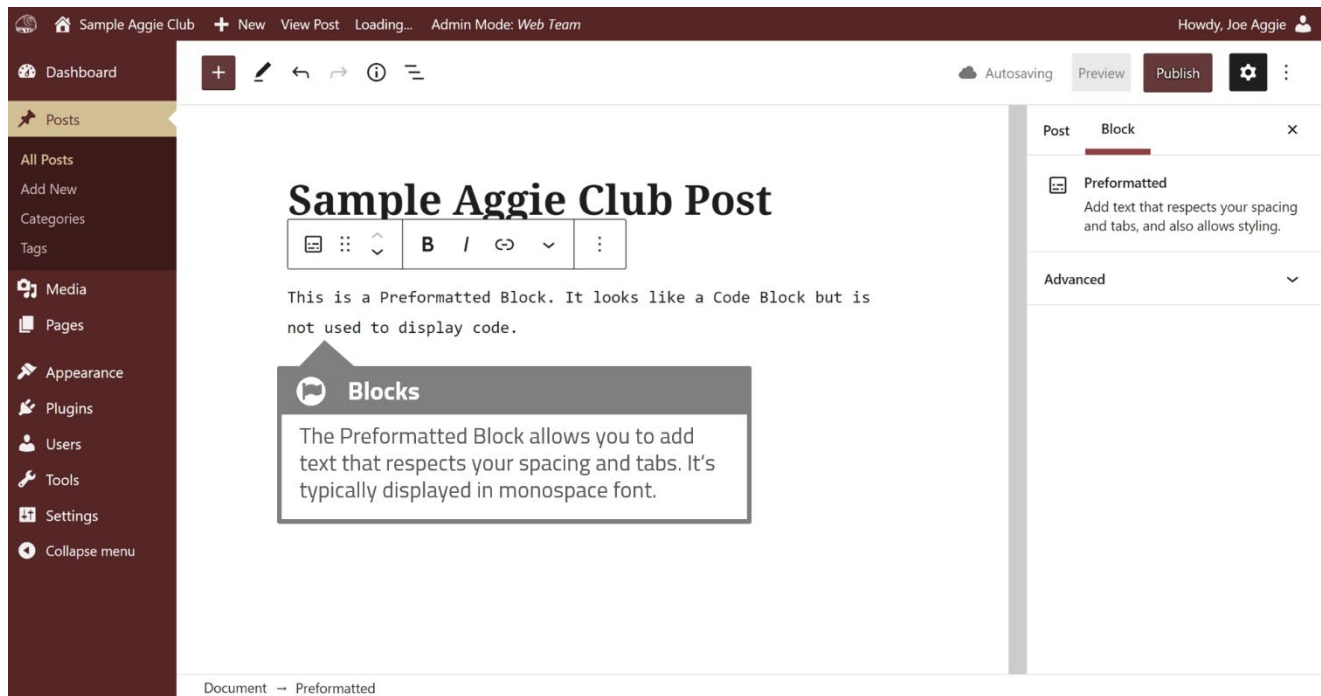 Sample Aggie Club New View Post Loading... Admin Mode: Web Team Howdy, Joe Aggie
Dashboard
Posts
All Posts
Add New
Categories
Tags
Media
Pages
Appearance
Plugins
Users
Tools
Settings
Collapse menu
Autosaving Preview Publish
Sample Aggie Club Post
B I
This is a Preformatted Block. It looks like a Code Block but is
not used to display code.
Blocks
The Preformatted Block allows you to add
text that respects your spacing and tabs. It's
typically displayed in monospace font.
Post Block
Preformatted
Add text that respects your spacing
and tabs, and also allows styling.
Advanced
Document → Preformatted